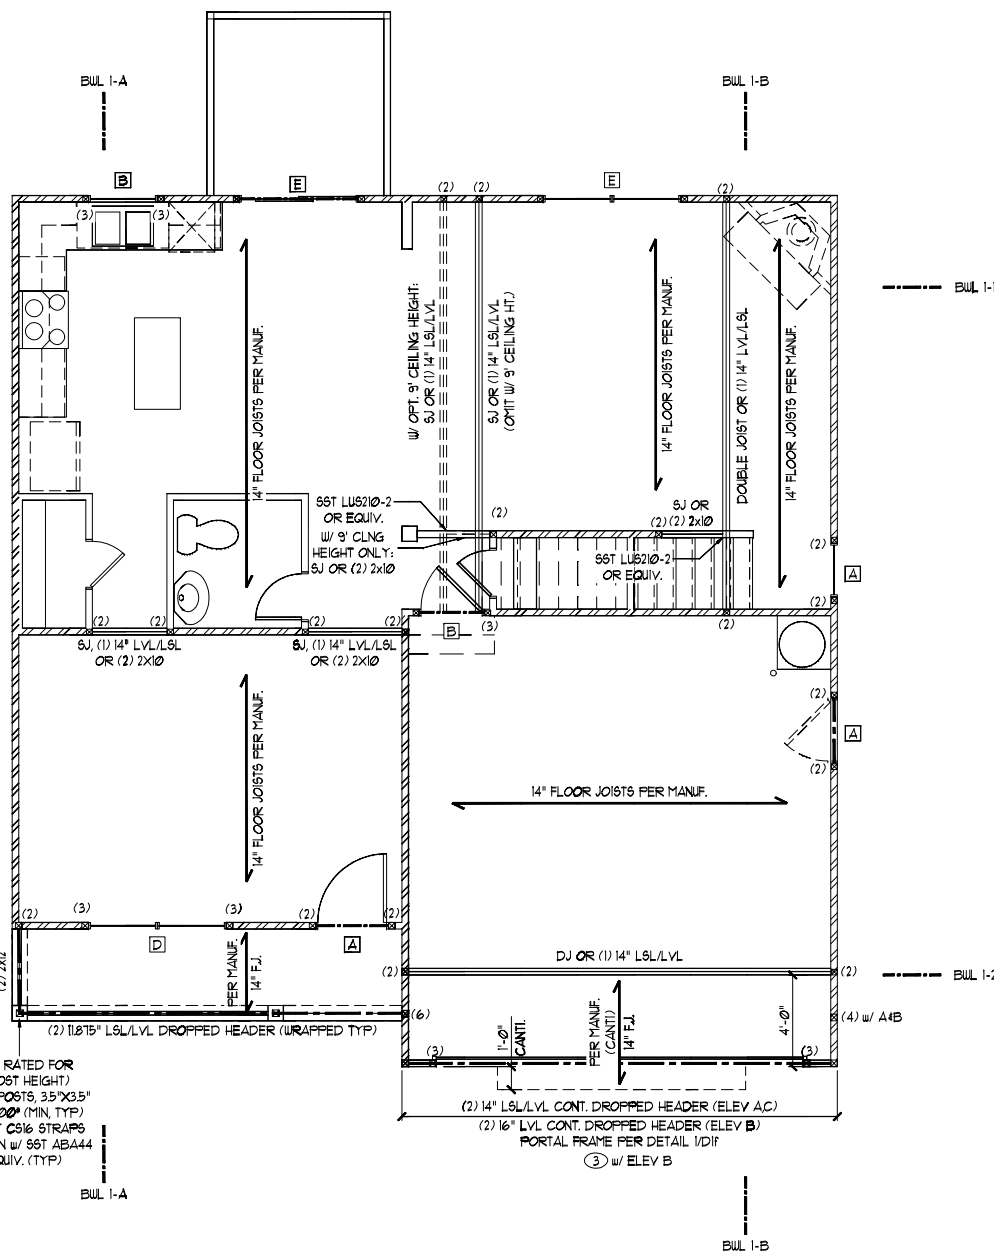 BWL 1-A
BWL 1-B
B
E
E
(2)
(2)
(2)
(3)
(3)
BWL 1-1
14" FLOOR JOISTS PER MANUF.
W/ OPT. 9' CEILING HEIGHT:
SJ OR (1) 14" LSL/LVL
SJ OR (1) 14" LSL/LVL
(OMIT W/ 9' CEILING HT.)
14" FLOOR JOISTS PER MANUF.
DOUBLE JOIST OR (1) 14" LVL/LSL
14" FLOOR JOISTS PER MANUF.
SST LUS210-2
OR EQUIV.
W/ 9' CLNG
HEIGHT ONLY:
SJ OR (2) 2x10
(2)
SJ OR
(2) (2) 2x10
SST LUS210-2
OR EQUIV.
(2)
A
(2)
(2)
(2)
(2)
(2)
B
(3)
(2)
SJ, (1) 14" LVL/LSL
OR (2) 2X10
SJ, (1) 14" LVL/LSL
OR (2) 2X10
(2)
A
(2)
14" FLOOR JOISTS PER MANUF.
14" FLOOR JOISTS PER MANUF.
(2)
(3)
(3)
(2)
(2)
D
A
(2) 2x12
PER MANUF.
14" F.J.
DJ OR (1) 14" LSL/LVL
(2)
(2)
BWL 1-2
(6)
(4) w/ A&B
(2) 11.875" LSL/LVL DROPPED HEADER (WRAPPED TYP)
1'-0"
CANTI.
PER MANUF.
(CANTI)
14" F.J.
4'-0"
(3)
(3)
RATED FOR
OST HEIGHT)
POSTS, 3.5"X3.5"
00# (MIN, TYP)
T CS16 STRAPS
N w/ SST ABA44
QUIV. (TYP)
(2) 14" LSL/LVL CONT. DROPPED HEADER (ELEV A,C)
(2) 16" LVL CONT. DROPPED HEADER (ELEV B)
PORTAL FRAME PER DETAIL 1/D1f
3 w/ ELEV B
BWL 1-A
BWL 1-B